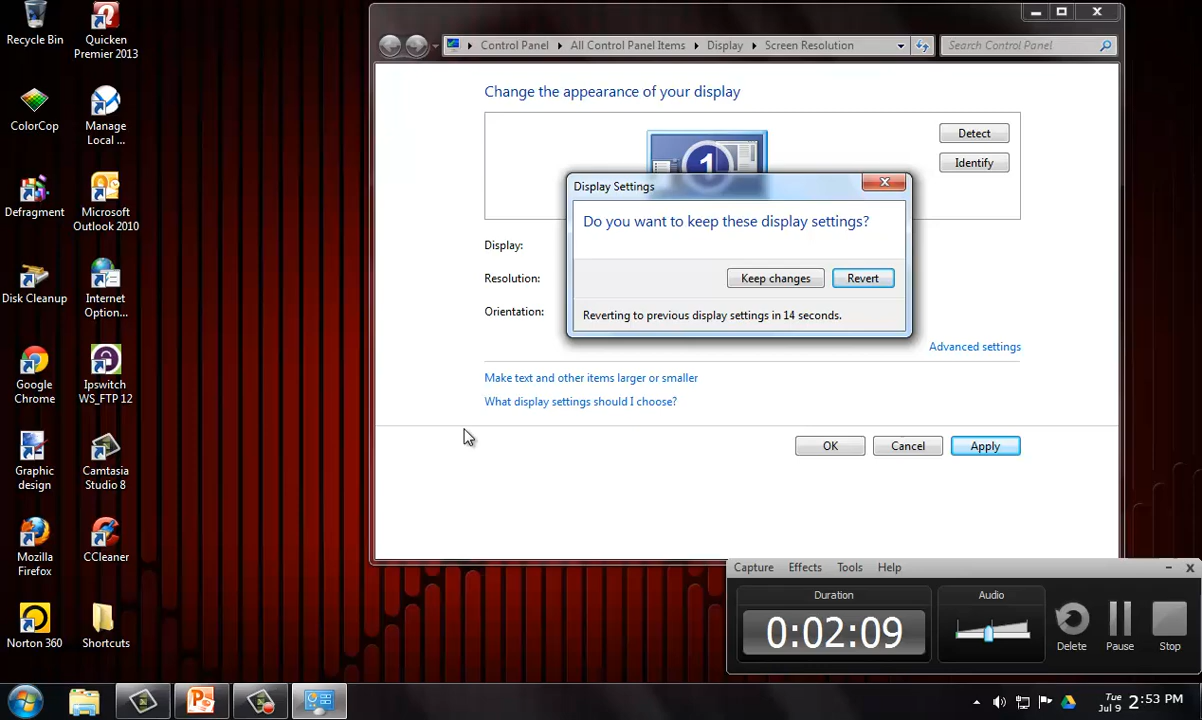 Recycle Bin
Quicken
Premier 2013
ColorCop
Manage
Local ...
Defragment
Microsoft
Outlook 2010
Disk Cleanup
Internet
Option...
Google
Chrome
Ipswitch
WS_FTP 12
Graphic
design
Camtasia
Studio 8
Mozilla
Firefox
CCleaner
Norton 360
Shortcuts
Control Panel
All Control Panel Items
Display
Screen Resolution
Search Control Panel
Change the appearance of your display
1
Detect
Identify
Display:
Resolution:
Orientation:
Display Settings
Do you want to keep these display settings?
Keep changes
Revert
Reverting to previous display settings in 14 seconds.
Advanced settings
Make text and other items larger or smaller
What display settings should I choose?
OK
Cancel
Apply
Capture
Effects
Tools
Help
Duration
0:02:09
Audio
Delete
Pause
Stop
Tue
Jul 9
2:53 PM